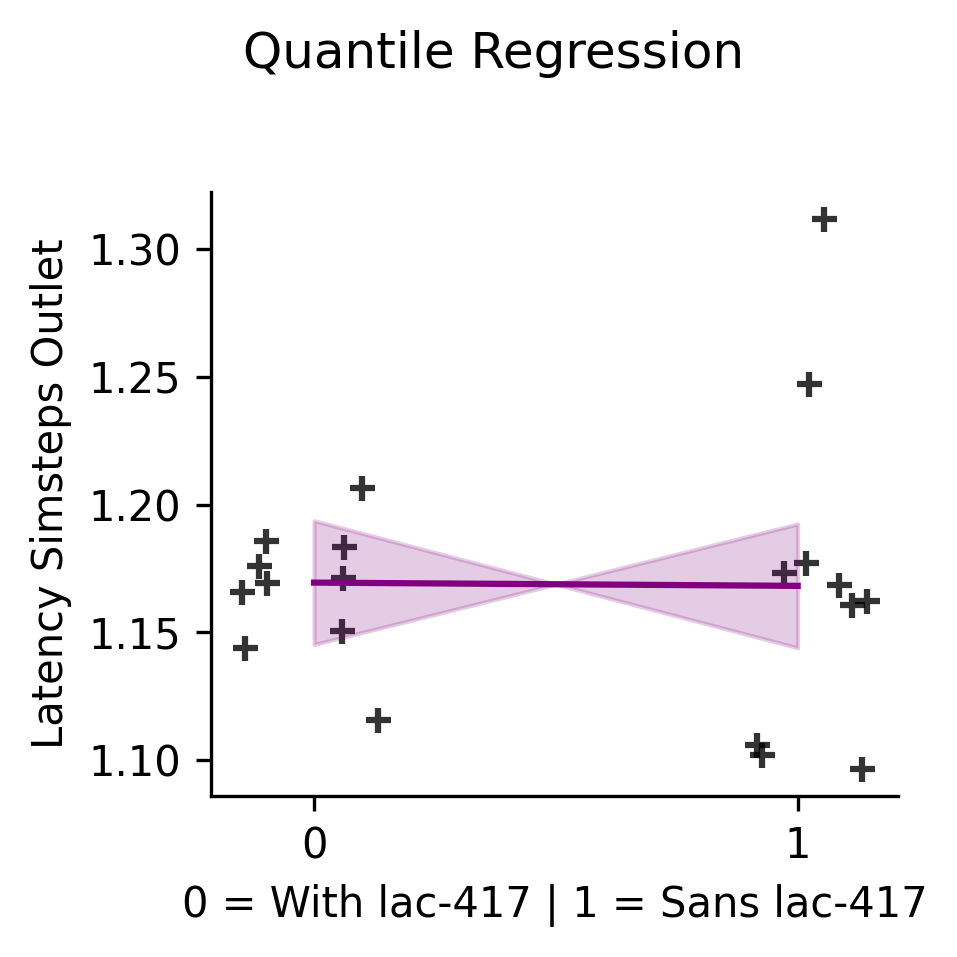 Quantile Regression
Latency Simsteps Outlet
1.30
1.25
1.20
1.15
1.10
0 1
0 = With lac-417 | 1 = Sans lac-417